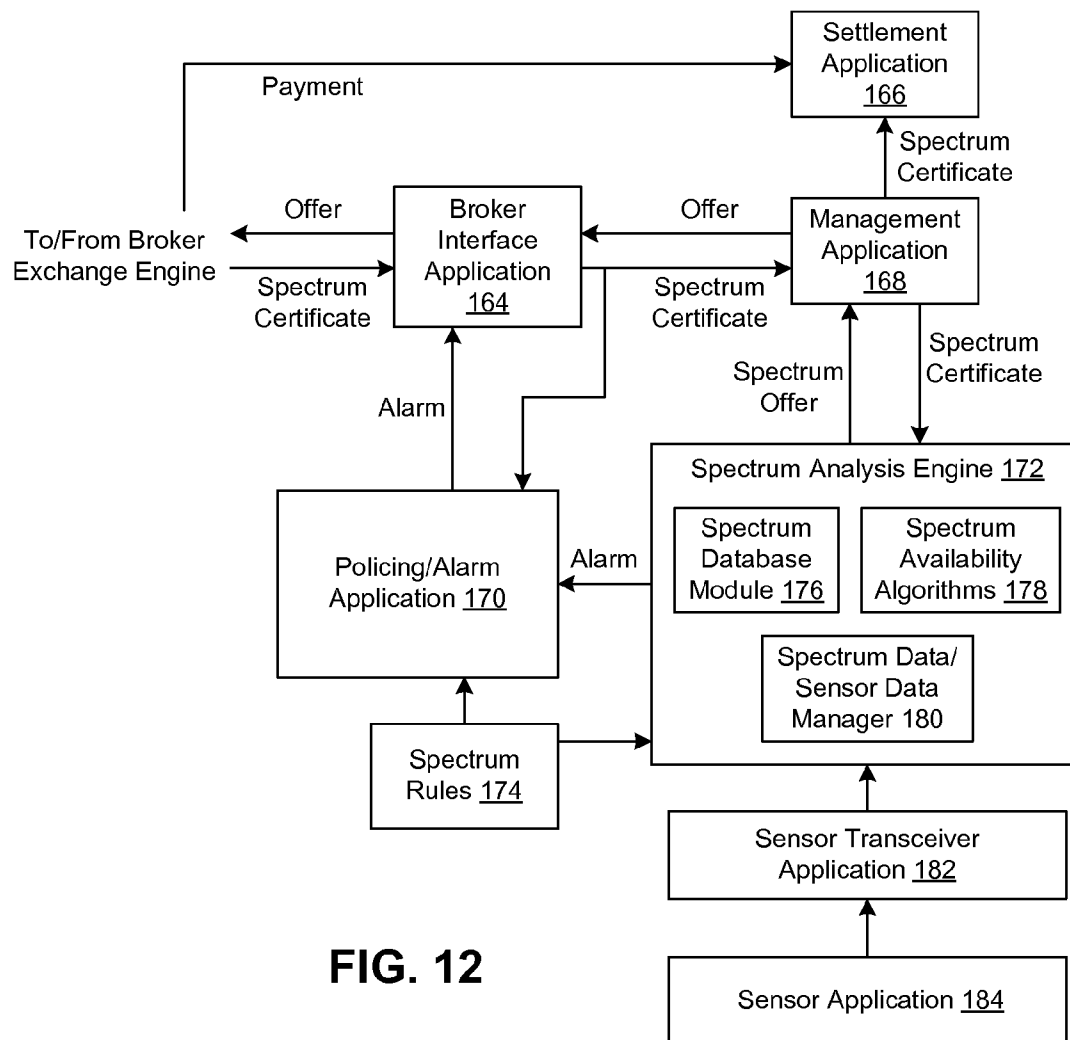 Settlement
Application
166
Payment
Spectrum
Certificate
Offer
Broker
Interface
Application
164
Offer
Management
Application
168
To/From Broker
Exchange Engine
Spectrum
Certificate
Spectrum
Certificate
Spectrum
Certificate
Spectrum
Offer
Alarm
Spectrum Analysis Engine 172
Spectrum
Database
Module 176
Spectrum
Availability
Algorithms 178
Alarm
Policing/Alarm
Application 170
Spectrum Data/
Sensor Data
Manager 180
Spectrum
Rules 174
Sensor Transceiver
Application 182
FIG. 12
Sensor Application 184